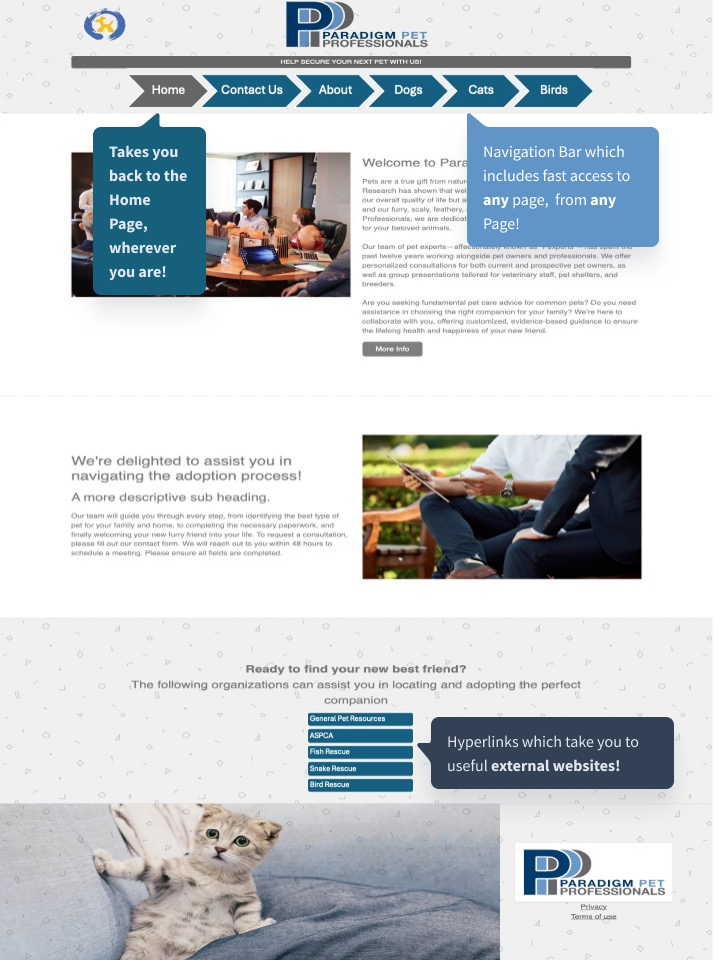 PARADIGM PET
PROFESSIONALS
HELP SECURE YOUR NEXT PET WITH US!
Home
Contact Us
About
Dogs
Cats
Birds
Takes you
back to the
Home
Page,
wherever
you are!
Navigation Bar which
includes fast access to
any page, from any
Page!
Welcome to Para
Pets are a true gift from natur
Research has shown that wel
our overall quality of life but al
and our furry, scaly, feathery,
Professionals, we are dedicat
for your beloved animals.
Our team of pet experts—affectionately known as
past twelve years working alongside pet owners and professionals. We offer
personalized consultations for both current and prospective pet owners, as
well as group presentations tailored for veterinary staff, pet shelters, and
breeders.
Are you seeking fundamental pet care advice for common pets? Do you need
assistance in choosing the right companion for your family? We're here to
collaborate with you, offering customized, evidence-based guidance to ensure
the lifelong health and happiness of your new friend.
More Info
We're delighted to assist you in
navigating the adoption process!
A more descriptive sub heading.
Our team will guide you through every step, from identifying the best type of
pet for your family and home, to completing the necessary paperwork, and
finally welcoming your new furry friend into your life. To request a consultation,
please fill out our contact form. We will reach out to you within 48 hours to
schedule a meeting. Please ensure all fields are completed.
Ready to find your new best friend?
The following organizations can assist you in locating and adopting the perfect
companion
General Pet Resources
ASPCA
Fish Rescue
Snake Rescue
Bird Rescue
Hyperlinks which take you to
useful external websites!
PARADIGM PET
PROFESSIONALS
Privacy
Terms of use